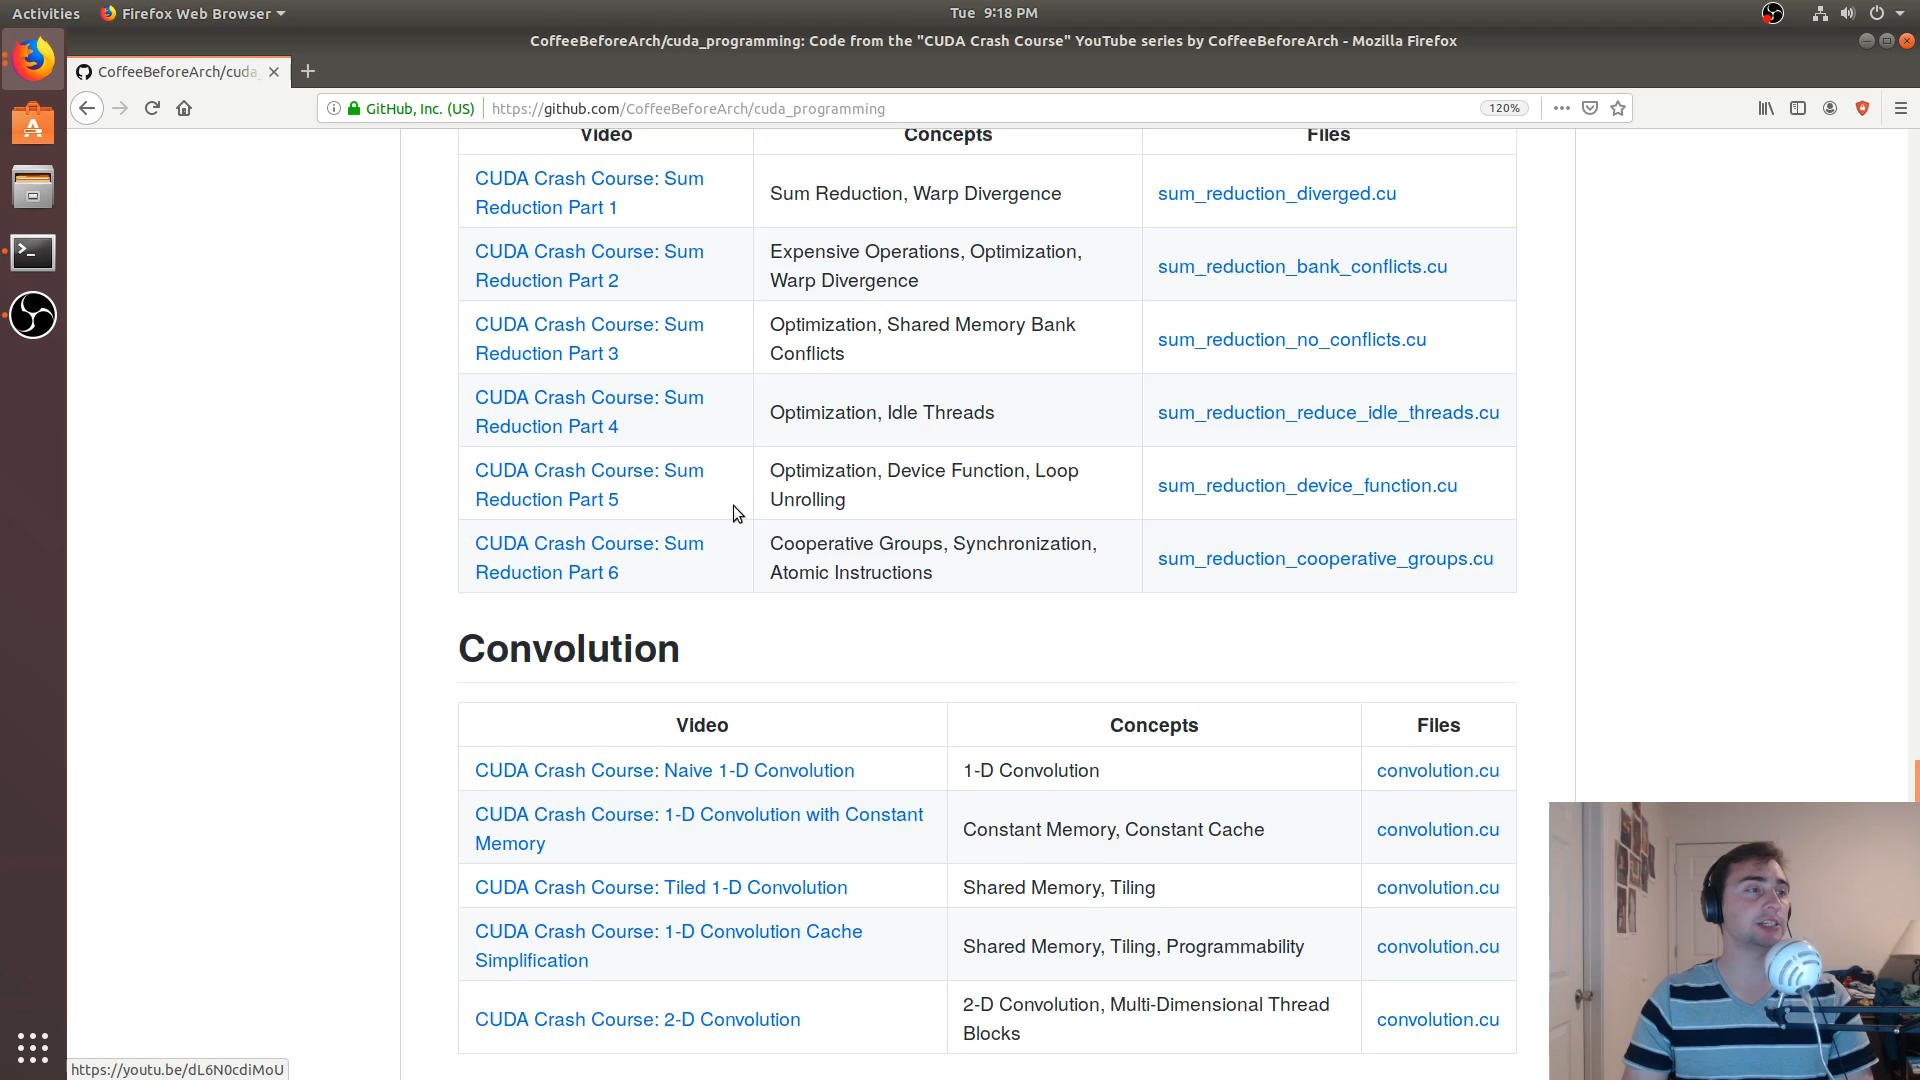 Activities
Firefox Web Browser
Tue 9:18 PM
CoffeeBeforeArch/cuda_programming: Code from the "CUDA Crash Course" YouTube series by CoffeeBeforeArch - Mozilla Firefox
CoffeeBeforeArch/cuda_
GitHub, Inc. (US)
https://github.com/CoffeeBeforeArch/cuda_programming
120%
Video
Concepts
Files
CUDA Crash Course: Sum
Reduction Part 1
Sum Reduction, Warp Divergence
sum_reduction_diverged.cu
CUDA Crash Course: Sum
Reduction Part 2
Expensive Operations, Optimization,
Warp Divergence
sum_reduction_bank_conflicts.cu
CUDA Crash Course: Sum
Reduction Part 3
Optimization, Shared Memory Bank
Conflicts
sum_reduction_no_conflicts.cu
CUDA Crash Course: Sum
Reduction Part 4
Optimization, Idle Threads
sum_reduction_reduce_idle_threads.cu
CUDA Crash Course: Sum
Reduction Part 5
Optimization, Device Function, Loop
Unrolling
sum_reduction_device_function.cu
CUDA Crash Course: Sum
Reduction Part 6
Cooperative Groups, Synchronization,
Atomic Instructions
sum_reduction_cooperative_groups.cu
Convolution
Video
Concepts
Files
CUDA Crash Course: Naive 1-D Convolution
1-D Convolution
convolution.cu
CUDA Crash Course: 1-D Convolution with Constant
Memory
Constant Memory, Constant Cache
convolution.cu
CUDA Crash Course: Tiled 1-D Convolution
Shared Memory, Tiling
convolution.cu
CUDA Crash Course: 1-D Convolution Cache
Simplification
Shared Memory, Tiling, Programmability
convolution.cu
CUDA Crash Course: 2-D Convolution
2-D Convolution, Multi-Dimensional Thread
Blocks
convolution.cu
https://youtu.be/dL6N0cdiMoU